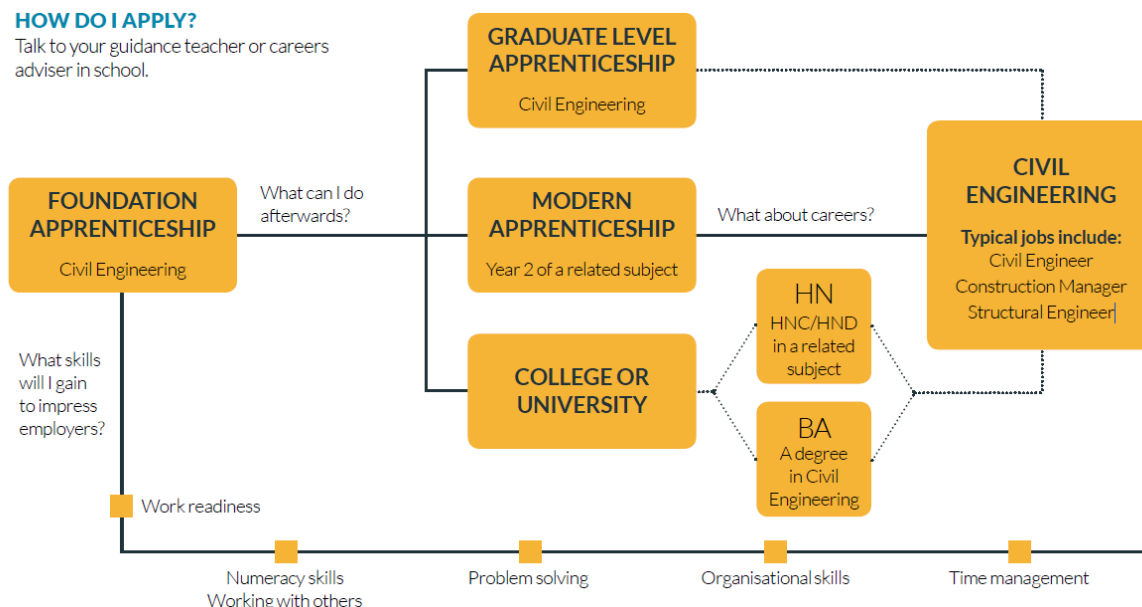 HOW DO I APPLY?
Talk to your guidance teacher or careers
adviser in school.
GRADUATE LEVEL
APPRENTICESHIP
Civil Engineering
FOUNDATION
APPRENTICESHIP
Civil Engineering
What can I do
afterwards?
MODERN
APPRENTICESHIP
Year 2 of a related subject
What about careers?
CIVIL
ENGINEERING
Typical jobs include:
Civil Engineer
Construction Manager
Structural Engineer
COLLEGE OR
UNIVERSITY
HN
HNC/HND
in a related
subject
BA
A degree
in Civil
Engineering
What skills
will I gain
to impress
employers?
Work readiness
Numeracy skills
Working with others
Problem solving
Organisational skills
Time management